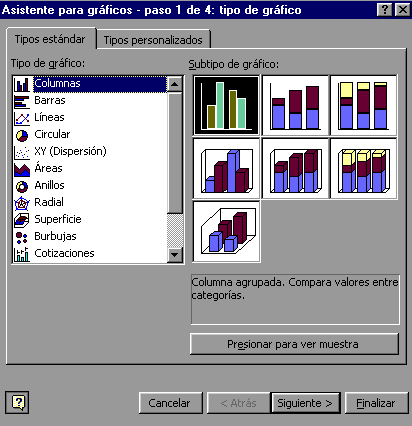 Asistente para gráficos - paso 1 de 4: tipo de gráfico
Tipos estándar
Tipos personalizados
Tipo de gráfico:
Columnas
Barras
Líneas
Circular
XY (Dispersión)
Áreas
Anillos
Radial
Superficie
Burbujas
Cotizaciones
Subtipo de gráfico:
Columna agrupada. Compara valores entre
categorías.
Presionar para ver muestra
Cancelar
< Atrás
Siguiente >
Finalizar